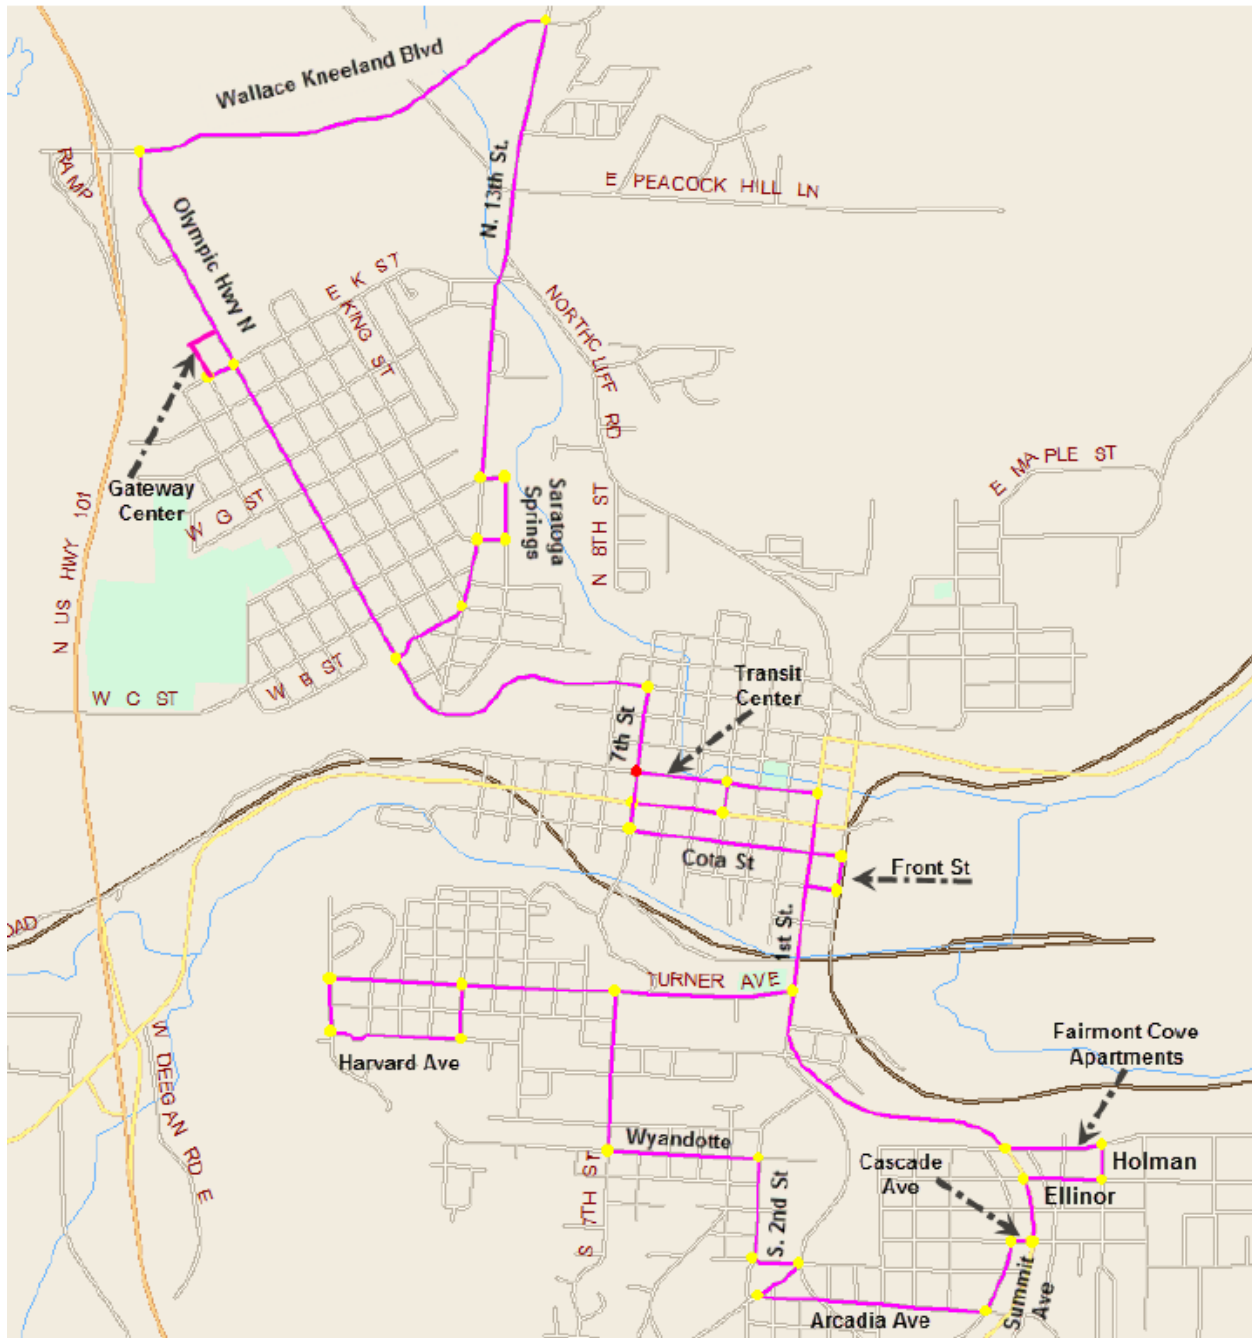 Wallace Kneeland Blvd
RAMP
N. 13th St.
E PEACOCK HILL LN
Olympic Hwy N
E K ST
KING ST
NORTHCLIFF RD
E MAPLE ST
Gateway
Center
W G ST
N US HWY 101
Saratoga
Springs
N 8TH ST
W B ST
W C ST
Transit
Center
7th St
Cota St
Front St
OAD
1st St.
TURNER AVE
W DEEGAN RD E
Harvard Ave
Fairmont Cove
Apartments
Wyandotte
S 7TH ST
Cascade
Ave
Holman
Ellinor
S. 2nd St
Summit
Ave
Arcadia Ave